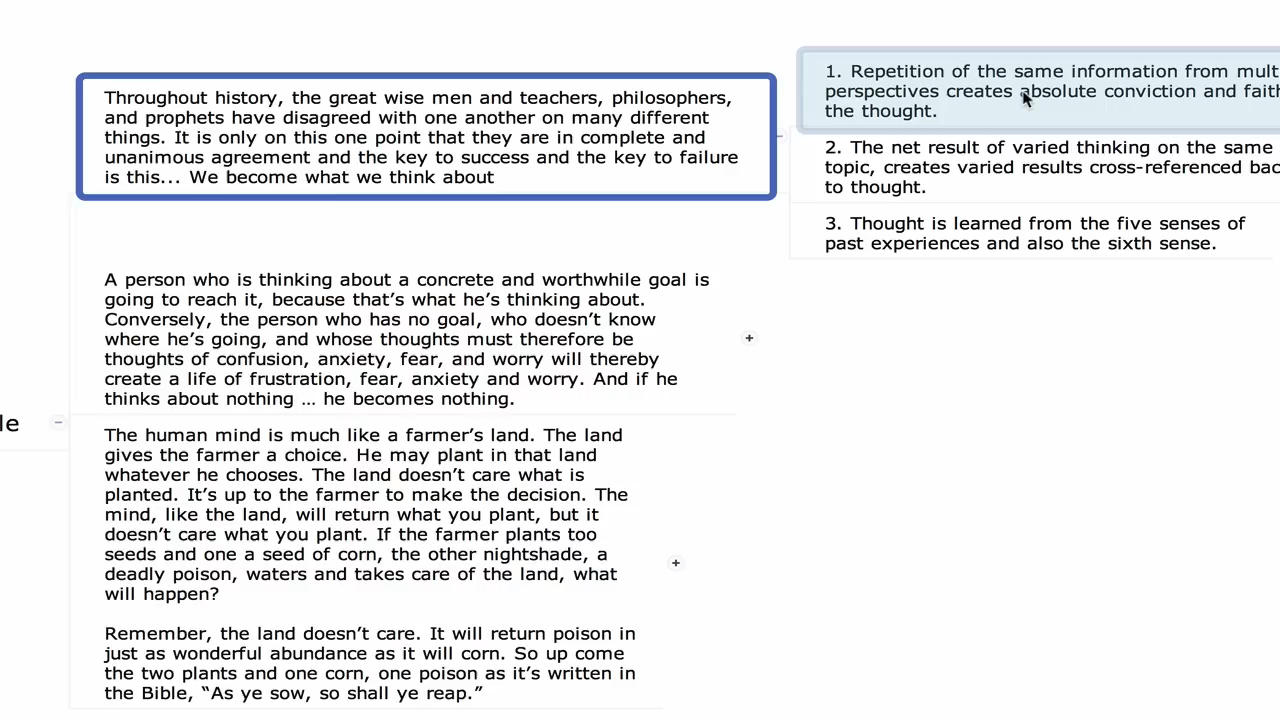 Throughout history, the great wise men and teachers, philosophers,
and prophets have disagreed with one another on many different
things. It is only on this one point that they are in complete and
unanimous agreement and the key to success and the key to failure
is this... We become what we think about
1. Repetition of the same information from mult
perspectives creates absolute conviction and fait
the thought.
2. The net result of varied thinking on the same
topic, creates varied results cross-referenced bac
to thought.
3. Thought is learned from the five senses of
past experiences and also the sixth sense.
A person who is thinking about a concrete and worthwhile goal is
going to reach it, because that’s what he’s thinking about.
Conversely, the person who has no goal, who doesn’t know
where he’s going, and whose thoughts must therefore be
thoughts of confusion, anxiety, fear, and worry will thereby
create a life of frustration, fear, anxiety and worry. And if he
thinks about nothing … he becomes nothing.
le
The human mind is much like a farmer’s land. The land
gives the farmer a choice. He may plant in that land
whatever he chooses. The land doesn’t care what is
planted. It’s up to the farmer to make the decision. The
mind, like the land, will return what you plant, but it
doesn’t care what you plant. If the farmer plants too
seeds and one a seed of corn, the other nightshade, a
deadly poison, waters and takes care of the land, what
will happen?
Remember, the land doesn’t care. It will return poison in
just as wonderful abundance as it will corn. So up come
the two plants and one corn, one poison as it’s written in
the Bible, “As ye sow, so shall ye reap.”